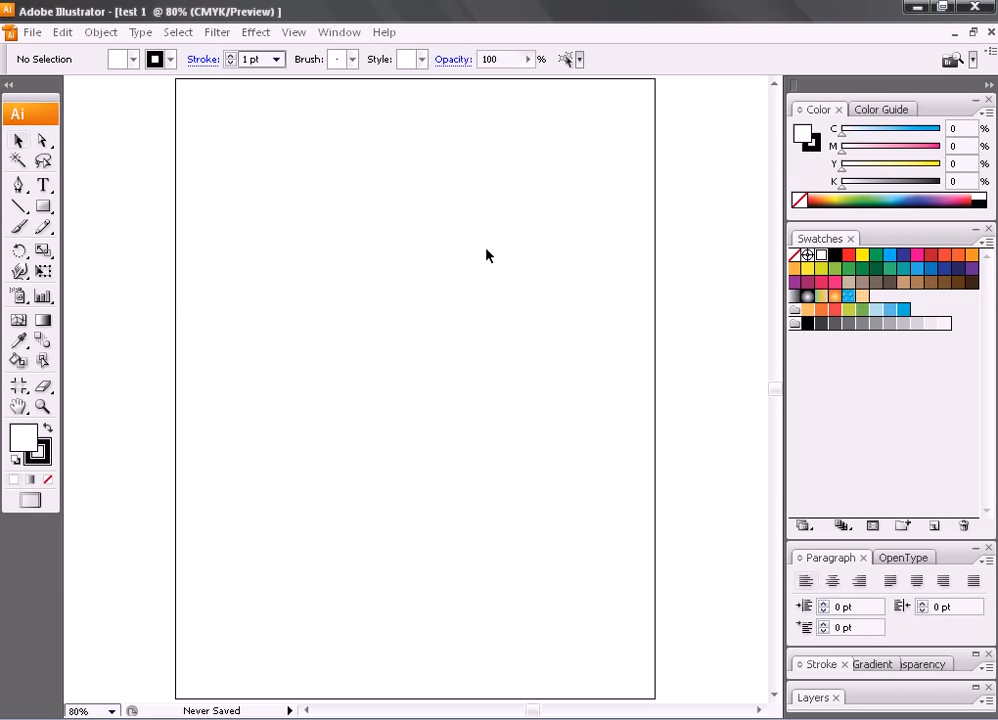 Ai Adobe Illustrator - [test 1 @ 80% (CMYK/Preview) ]
File Edit Object Type Select Filter Effect View Window Help
No Selection Stroke: 1 pt Brush: Style: Opacity: 100 %
Ai
Color Color Guide
C 0 %
M 0 %
Y 0 %
K 0 %
Swatches
Paragraph OpenType
0 pt 0 pt
0 pt
Stroke Gradient sparency
Layers
80% Never Saved